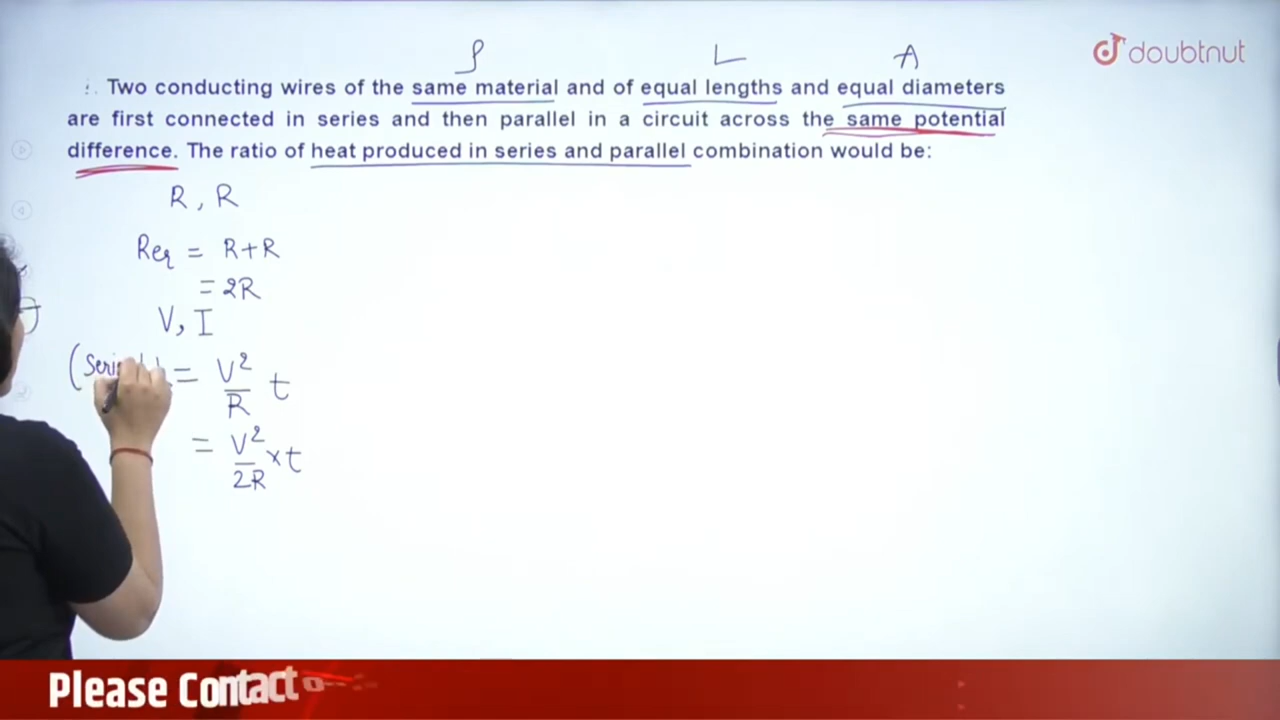 ρ L A
doubtnut
Two conducting wires of the same material and of equal lengths and equal diameters
are first connected in series and then parallel in a circuit across the same potential
difference. The ratio of heat produced in series and parallel combination would be:
R, R
Req = R+R
= 2R
V, I
= V² / R t
= V² / 2R × t
Please Contact